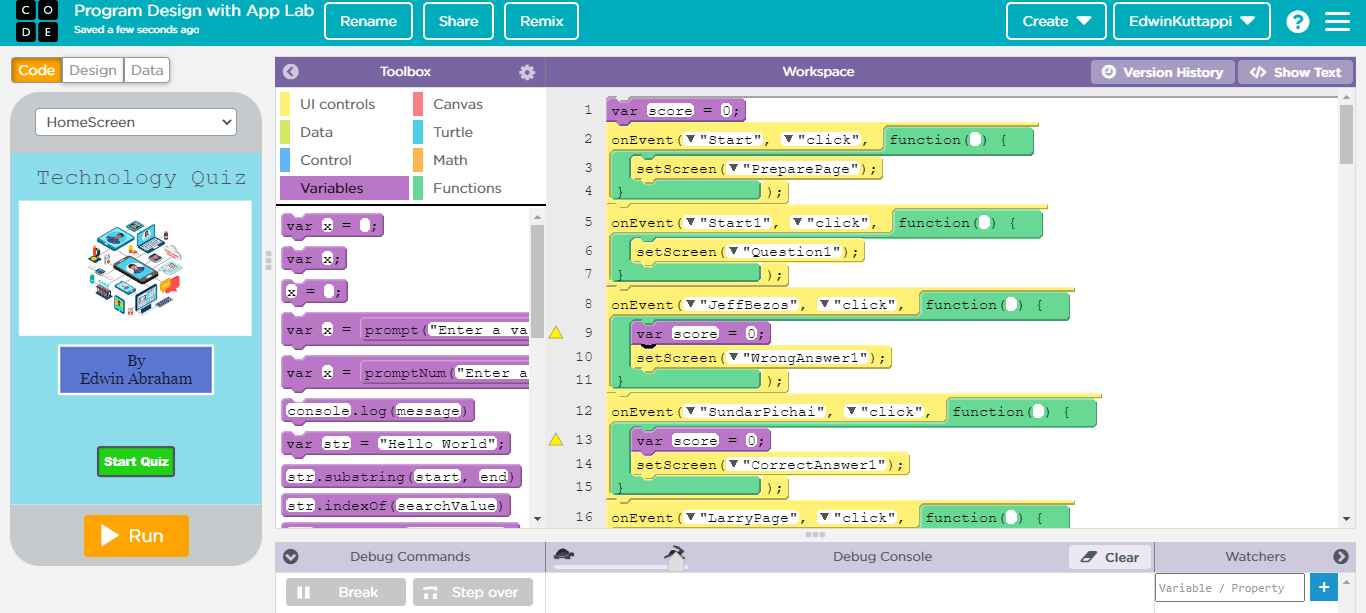 C O
D E
Program Design with App Lab
Saved a few seconds ago
Rename
Share
Remix
Create
EdwinKuttappi
?
Code
Design
Data
Toolbox
Workspace
Version History
</> Show Text
HomeScreen
Technology Quiz
By
Edwin Abraham
Start Quiz
Run
UI controls
Canvas
Data
Turtle
Control
Math
Variables
Functions
var x = ;
var x;
x = ;
var x = prompt("Enter a va
var x = promptNum("Enter a
console.log(message)
var str = "Hello World";
str.substring(start, end)
str.indexOf(searchValue)
1 var score = 0;
2 onEvent("Start", "click", function() {
3 setScreen("PreparePage");
4 } );
5 onEvent("Start1", "click", function() {
6 setScreen("Question1");
7 } );
8 onEvent("JeffBezos", "click", function() {
9 var score = 0;
10 setScreen("WrongAnswer1");
11 } );
12 onEvent("SundarPichai", "click", function() {
13 var score = 0;
14 setScreen("CorrectAnswer1");
15 } );
16 onEvent("LarryPage", "click", function() {
Debug Commands
Debug Console
Clear
Watchers
Break
Step over
Variable / Property
+